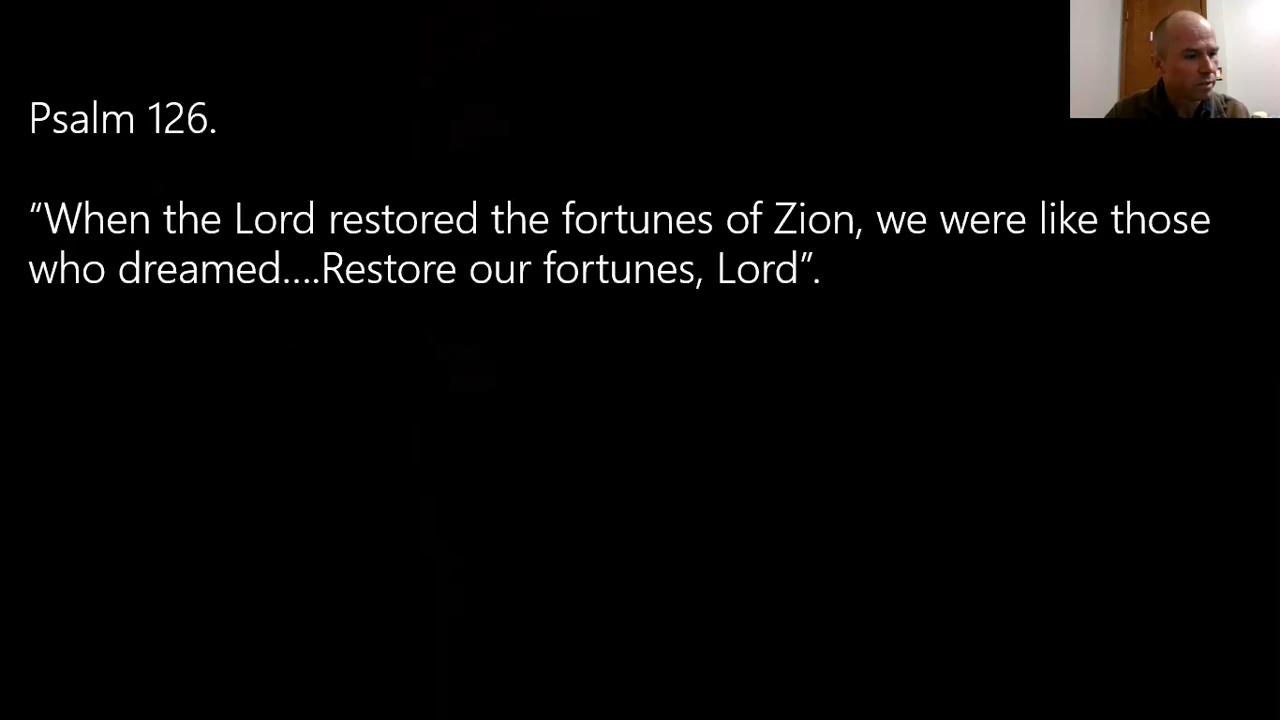 Psalm 126.
“When the Lord restored the fortunes of Zion, we were like those
who dreamed....Restore our fortunes, Lord”.